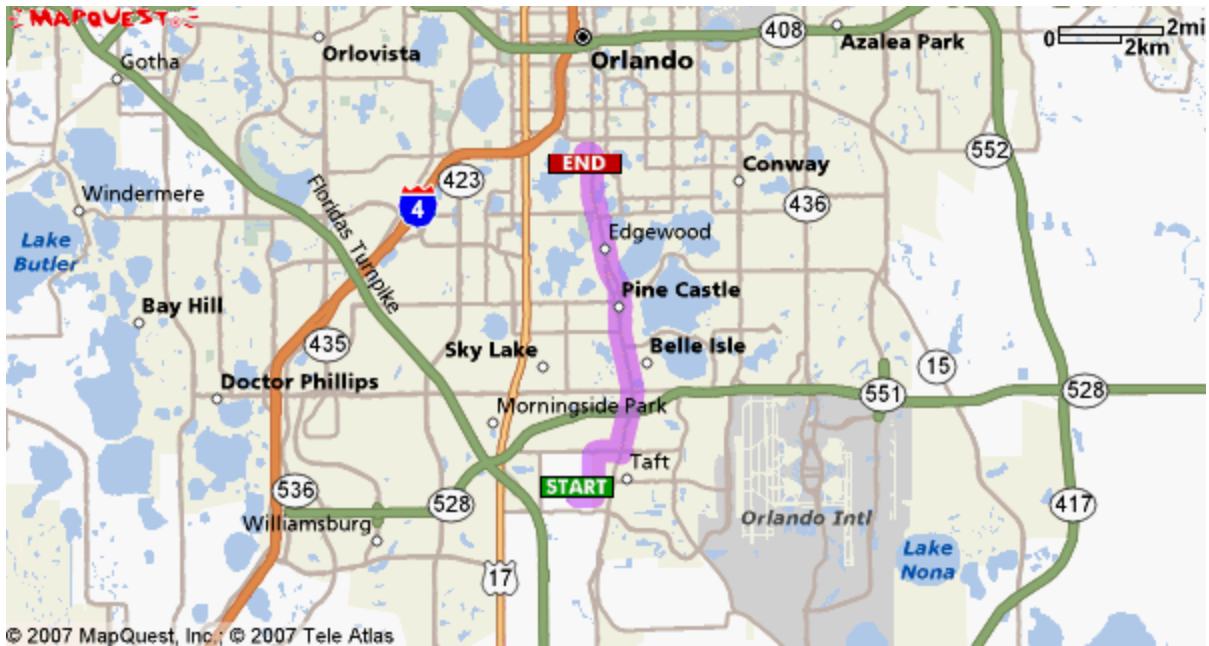 MAPQUEST
408
Azalea Park
0
2mi
2km
Orlovista
Orlando
Gotha
552
Conway
END
423
Windermere
4
436
Floridas Turnpike
Edgewood
Lake
Butler
Pine Castle
Bay Hill
435
Sky Lake
Belle Isle
15
Doctor Phillips
551
528
Morningside Park
Taft
START
536
528
417
Orlando Intl
Williamsburg
Lake
Nona
17
© 2007 MapQuest, Inc.; © 2007 Tele Atlas